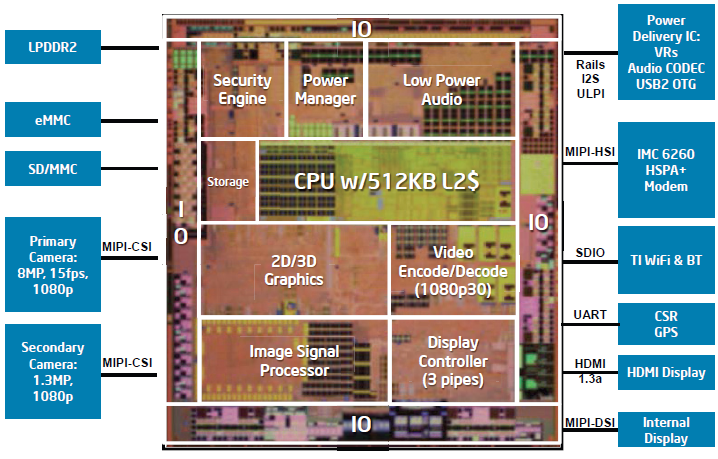 LPDDR2
eMMC
SD/MMC
Primary
Camera:
8MP, 15fps,
1080p
MIPI-CSI
Secondary
Camera:
1.3MP,
1080p
MIPI-CSI
IO
Security
Engine
Power
Manager
Low Power
Audio
Storage
CPU w/512KB L2$
I
O
IO
2D/3D
Graphics
Video
Encode/Decode
(1080p30)
Image Signal
Processor
Display
Controller
(3 pipes)
IO
Rails
I2S
ULPI
Power
Delivery IC:
VRs
Audio CODEC
USB2 OTG
MIPI-HSI
IMC 6260
HSPA+
Modem
SDIO
TI WiFi & BT
UART
CSR
GPS
HDMI
1.3a
HDMI Display
MIPI-DSI
Internal
Display